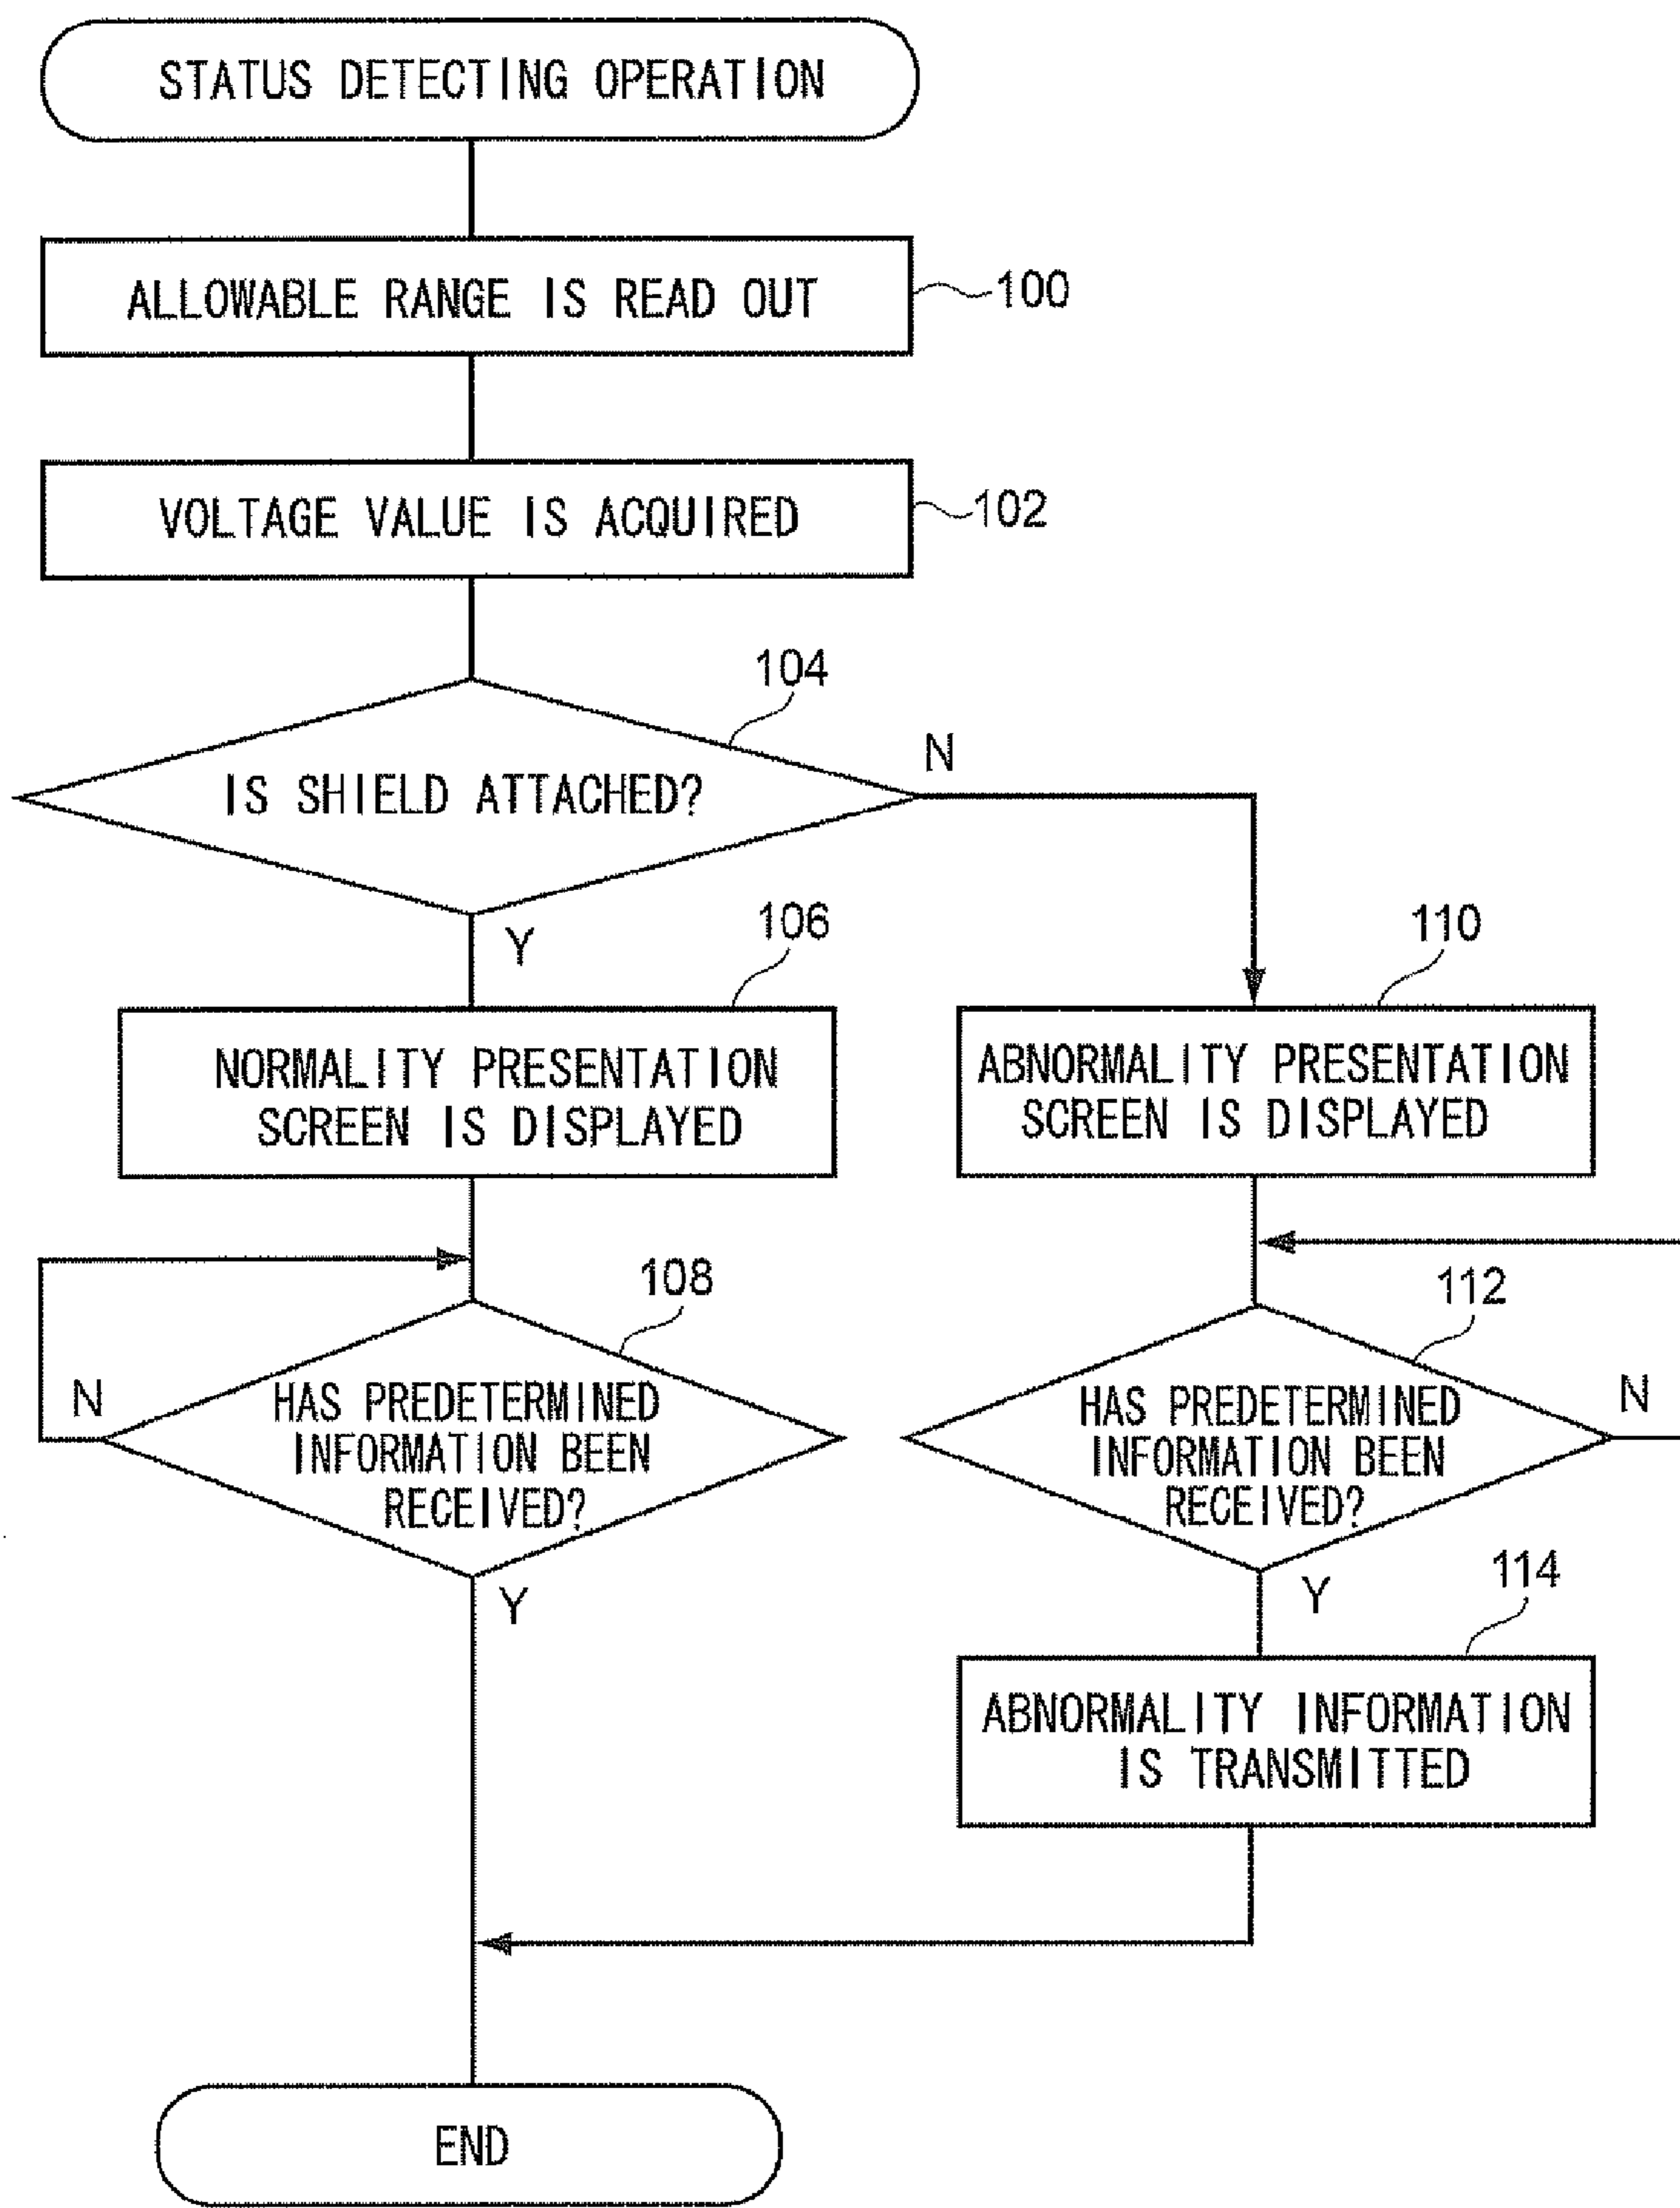 STATUS DETECTING OPERATION
ALLOWABLE RANGE IS READ OUT
100
VOLTAGE VALUE IS ACQUIRED
102
104
IS SHIELD ATTACHED?
N
Y
106
NORMALITY PRESENTATION
SCREEN IS DISPLAYED
110
ABNORMALITY PRESENTATION
SCREEN IS DISPLAYED
108
N
HAS PREDETERMINED
INFORMATION BEEN
RECEIVED?
Y
112
HAS PREDETERMINED
INFORMATION BEEN
RECEIVED?
N
Y
114
ABNORMALITY INFORMATION
IS TRANSMITTED
END